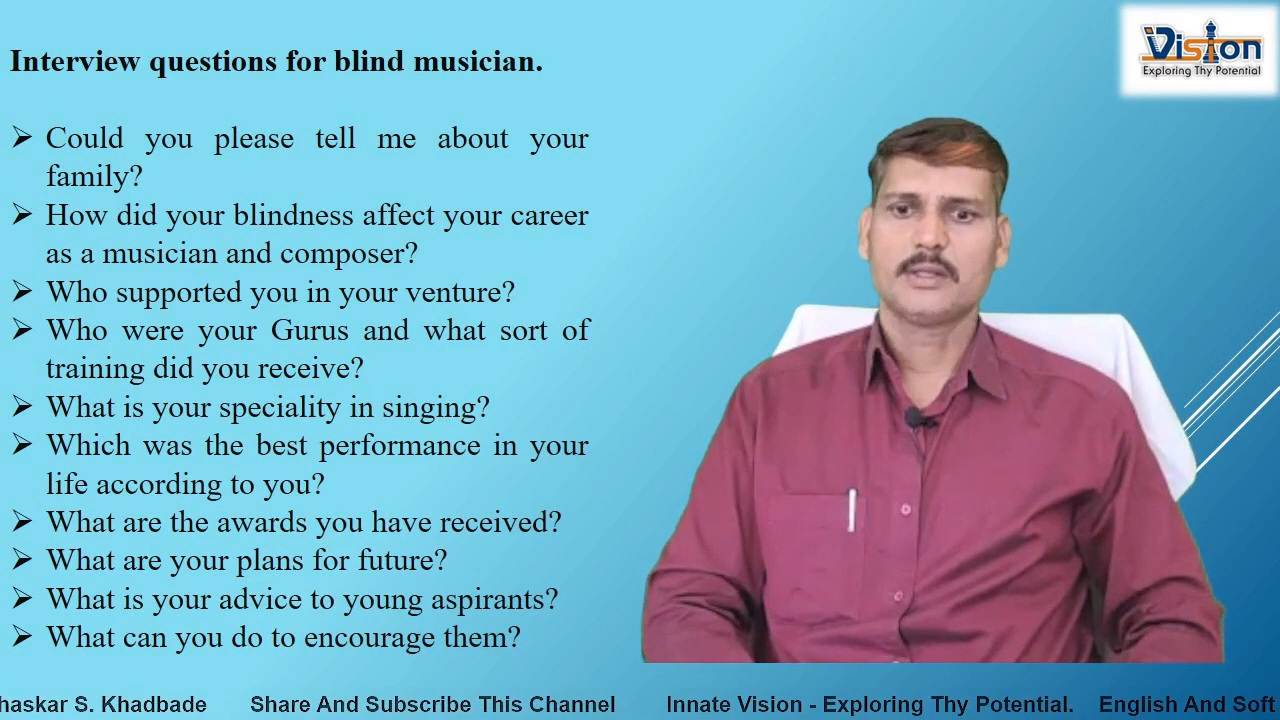 Interview questions for blind musician.
Could you please tell me about your
family?
How did your blindness affect your career
as a musician and composer?
Who supported you in your venture?
Who were your Gurus and what sort of
training did you receive?
What is your speciality in singing?
Which was the best performance in your
life according to you?
What are the awards you have received?
What are your plans for future?
What is your advice to young aspirants?
What can you do to encourage them?
Vision
Exploring Thy Potential
haskar S. Khadbade Share And Subscribe This Channel Innate Vision - Exploring Thy Potential. English And Soft